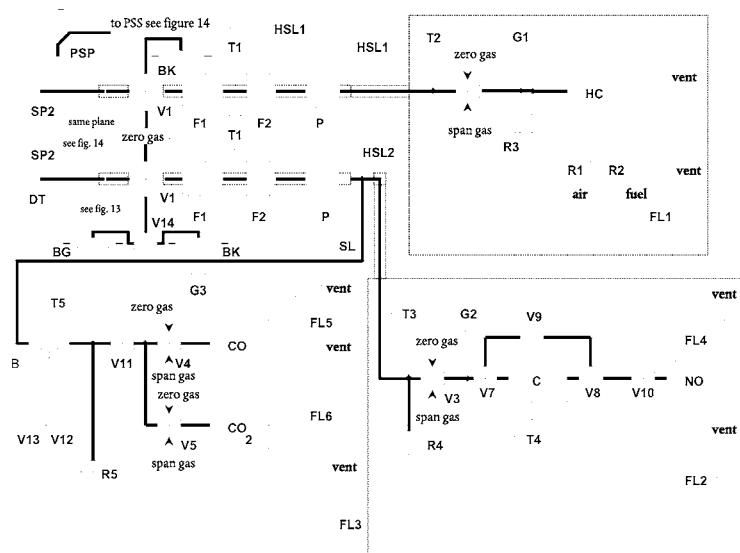 to PSS see figure 14
PSP
BK
T1
HSL1
HSL1
T2
G1
zero gas
vent
SP2
V1
F1
F2
P
span gas
HC
same plane
see fig. 14
zero gas
T1
HSL2
R3
SP2
R1
R2
vent
air
fuel
DT
see fig. 13
V1
V14
F1
F2
P
FL1
BG
BK
SL
G3
vent
T5
zero gas
FL5
T3
G2
V9
vent
zero gas
FL4
B
V11
V4
CO
vent
span gas
zero gas
V3
V7
C
V8
V10
NO
span gas
FL6
V13
V12
V5
CO2
R4
T4
vent
span gas
R5
vent
FL2
FL3